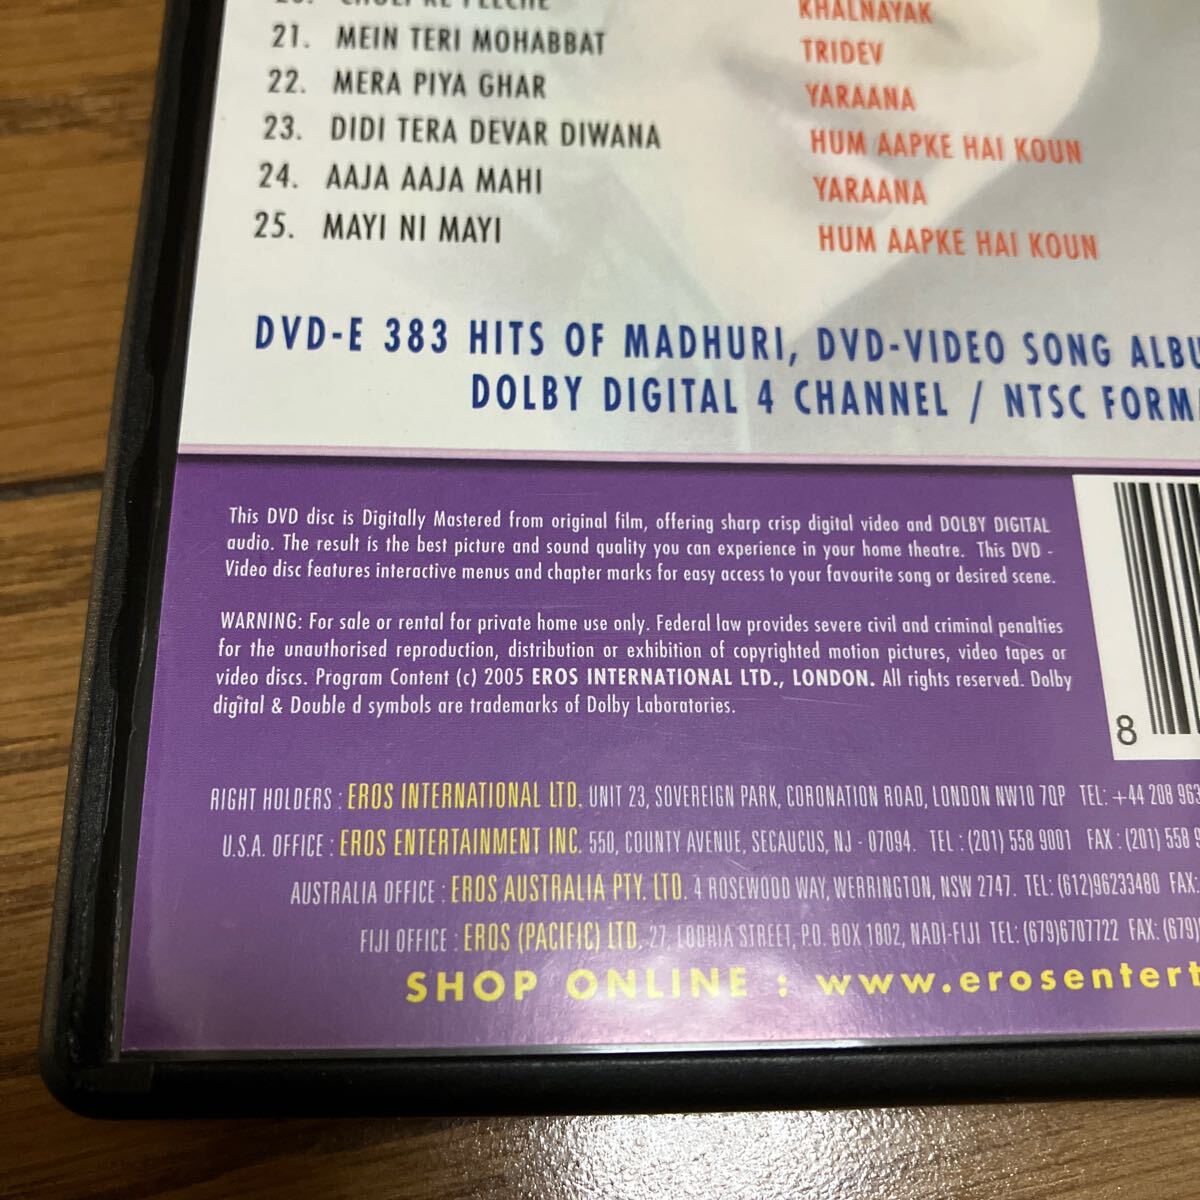 KHALNAYAK
21. MEIN TERI MOHABBAT TRIDEV
22. MERA PIYA GHAR YARAANA
23. DIDI TERA DEVAR DIWANA HUM AAPKE HAI KOUN
24. AAJA AAJA MAHI YARAANA
25. MAYI NI MAYI HUM AAPKE HAI KOUN
DVD-E 383 HITS OF MADHURI, DVD-VIDEO SONG ALBU
DOLBY DIGITAL 4 CHANNEL / NTSC FORMA
This DVD disc is Digitally Mastered from original film, offering sharp crisp digital video and DOLBY DIGITAL
audio. The result is the best picture and sound quality you can experience in your home theatre. This DVD -
Video disc features interactive menus and chapter marks for easy access to your favourite song or desired scene.
WARNING: For sale or rental for private home use only. Federal law provides severe civil and criminal penalties
for the unauthorised reproduction, distribution or exhibition of copyrighted motion pictures, video tapes or
video discs. Program Content (c) 2005 EROS INTERNATIONAL LTD., LONDON. All rights reserved. Dolby
digital & Double d symbols are trademarks of Dolby Laboratories.
8
RIGHT HOLDERS : EROS INTERNATIONAL LTD. UNIT 23, SOVEREIGN PARK, CORONATION ROAD, LONDON NW10 7QP TEL: +44 208 963
U.S.A. OFFICE : EROS ENTERTAINMENT INC. 550, COUNTY AVENUE, SECAUCUS, NJ - 07094. TEL : (201) 558 9001 FAX : (201) 558
AUSTRALIA OFFICE : EROS AUSTRALIA PTY. LTD. 4 ROSEWOOD WAY, WERRINGTON, NSW 2747. TEL: (612)96233480 FAX:
FIJI OFFICE : EROS (PACIFIC) LTD. 27, LODHIA STREET, P.O. BOX 1802, NADI-FIJI TEL: (679)6707722 FAX: (679)
SHOP ONLINE : www.erosentert